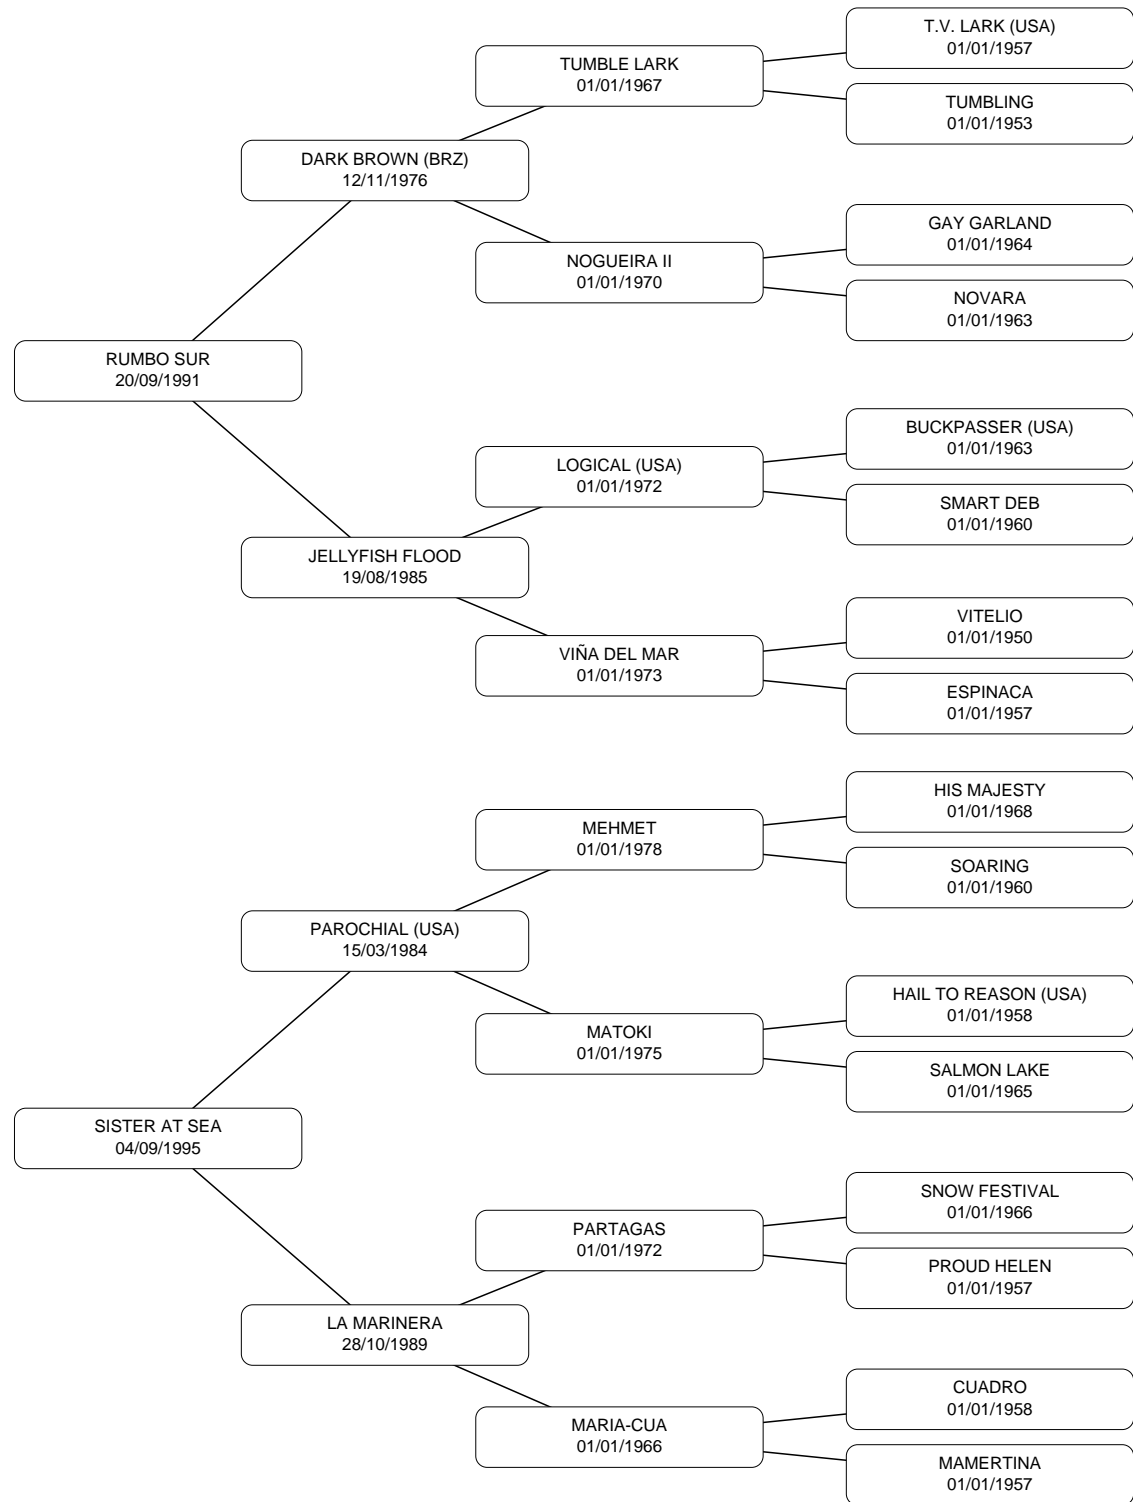 T.V. LARK (USA)
01/01/1957
TUMBLE LARK
01/01/1967
TUMBLING
01/01/1953
DARK BROWN (BRZ)
12/11/1976
GAY GARLAND
01/01/1964
NOGUEIRA II
01/01/1970
NOVARA
01/01/1963
RUMBO SUR
20/09/1991
BUCKPASSER (USA)
01/01/1963
LOGICAL (USA)
01/01/1972
SMART DEB
01/01/1960
JELLYFISH FLOOD
19/08/1985
VITELIO
01/01/1950
VIÑA DEL MAR
01/01/1973
ESPINACA
01/01/1957
HIS MAJESTY
01/01/1968
MEHMET
01/01/1978
SOARING
01/01/1960
PAROCHIAL (USA)
15/03/1984
HAIL TO REASON (USA)
01/01/1958
MATOKI
01/01/1975
SALMON LAKE
01/01/1965
SISTER AT SEA
04/09/1995
SNOW FESTIVAL
01/01/1966
PARTAGAS
01/01/1972
PROUD HELEN
01/01/1957
LA MARINERA
28/10/1989
CUADRO
01/01/1958
MARIA-CUA
01/01/1966
MAMERTINA
01/01/1957